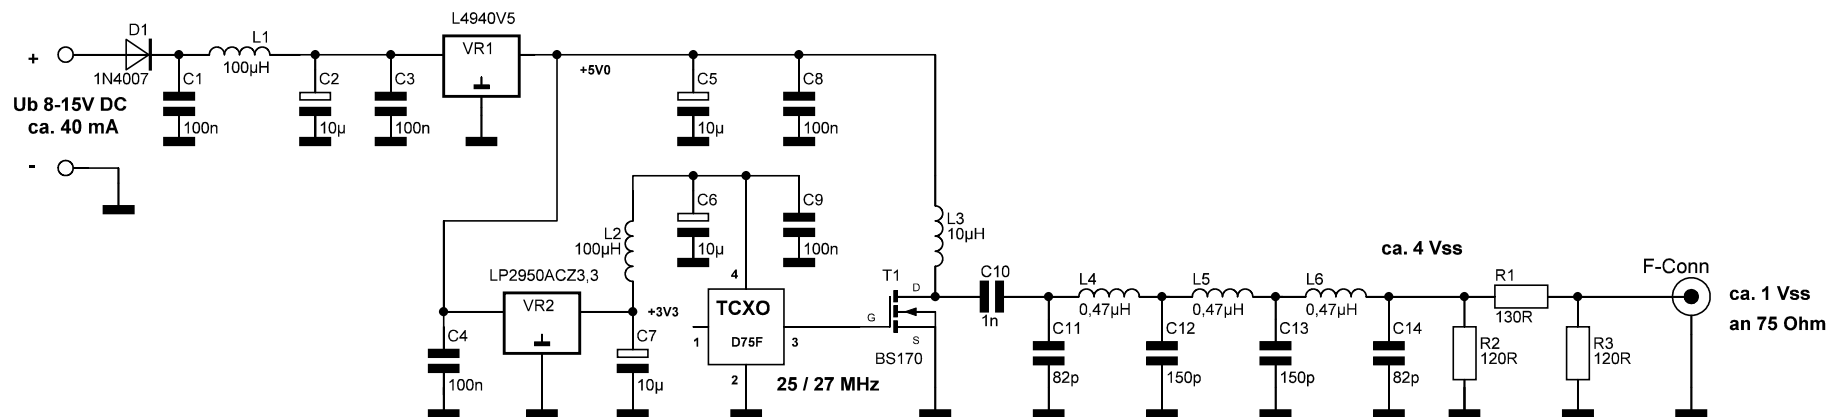 L4940V5
D1
L1
VR1
+
1N4007
100µH
C1
C2
C3
+5V0
C5
C8
Ub 8-15V DC
ca. 40 mA
100n
10µ
100n
10µ
100n
-
C6
C9
L2
100µH
10µ
100n
L3
10µH
LP2950ACZ3,3
VR2
+3V3
4
TCXO
D75F
1
3
2
25 / 27 MHz
C4
100n
C7
10µ
T1
D
G
S
BS170
C10
1n
L4
0,47µH
L5
0,47µH
L6
0,47µH
C11
82p
C12
150p
C13
150p
C14
82p
ca. 4 Vss
R1
130R
R2
120R
R3
120R
F-Conn
ca. 1 Vss
an 75 Ohm